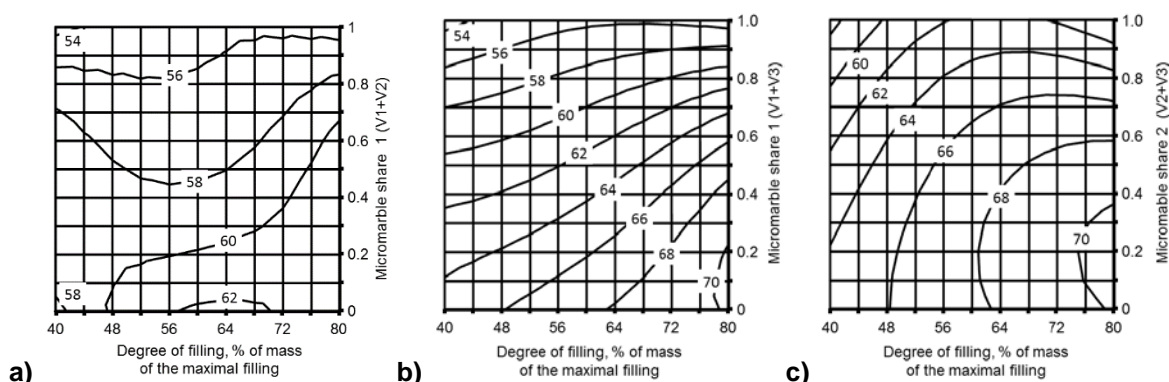 54
56
58
60
58
62
1
0.8
0.6
0.4
0.2
0
40 48 56 64 72 80
Micromarble share 1 (V1+V2)
Degree of filling, % of mass
of the maximal filling
a)
54
56
58
60
62
64
66
68
70
1.0
0.8
0.6
0.4
0.2
0
40 48 56 64 72 80
Micromarble share 1 (V1+V3)
Degree of filling, % of mass
of the maximal filling
b)
60
62
64
66
68
70
1.0
0.8
0.6
0.4
0.2
0
40 48 56 64 72 80
Micromarble share 2 (V2+V3)
Degree of filling, % of mass
of the maximal filling
c)